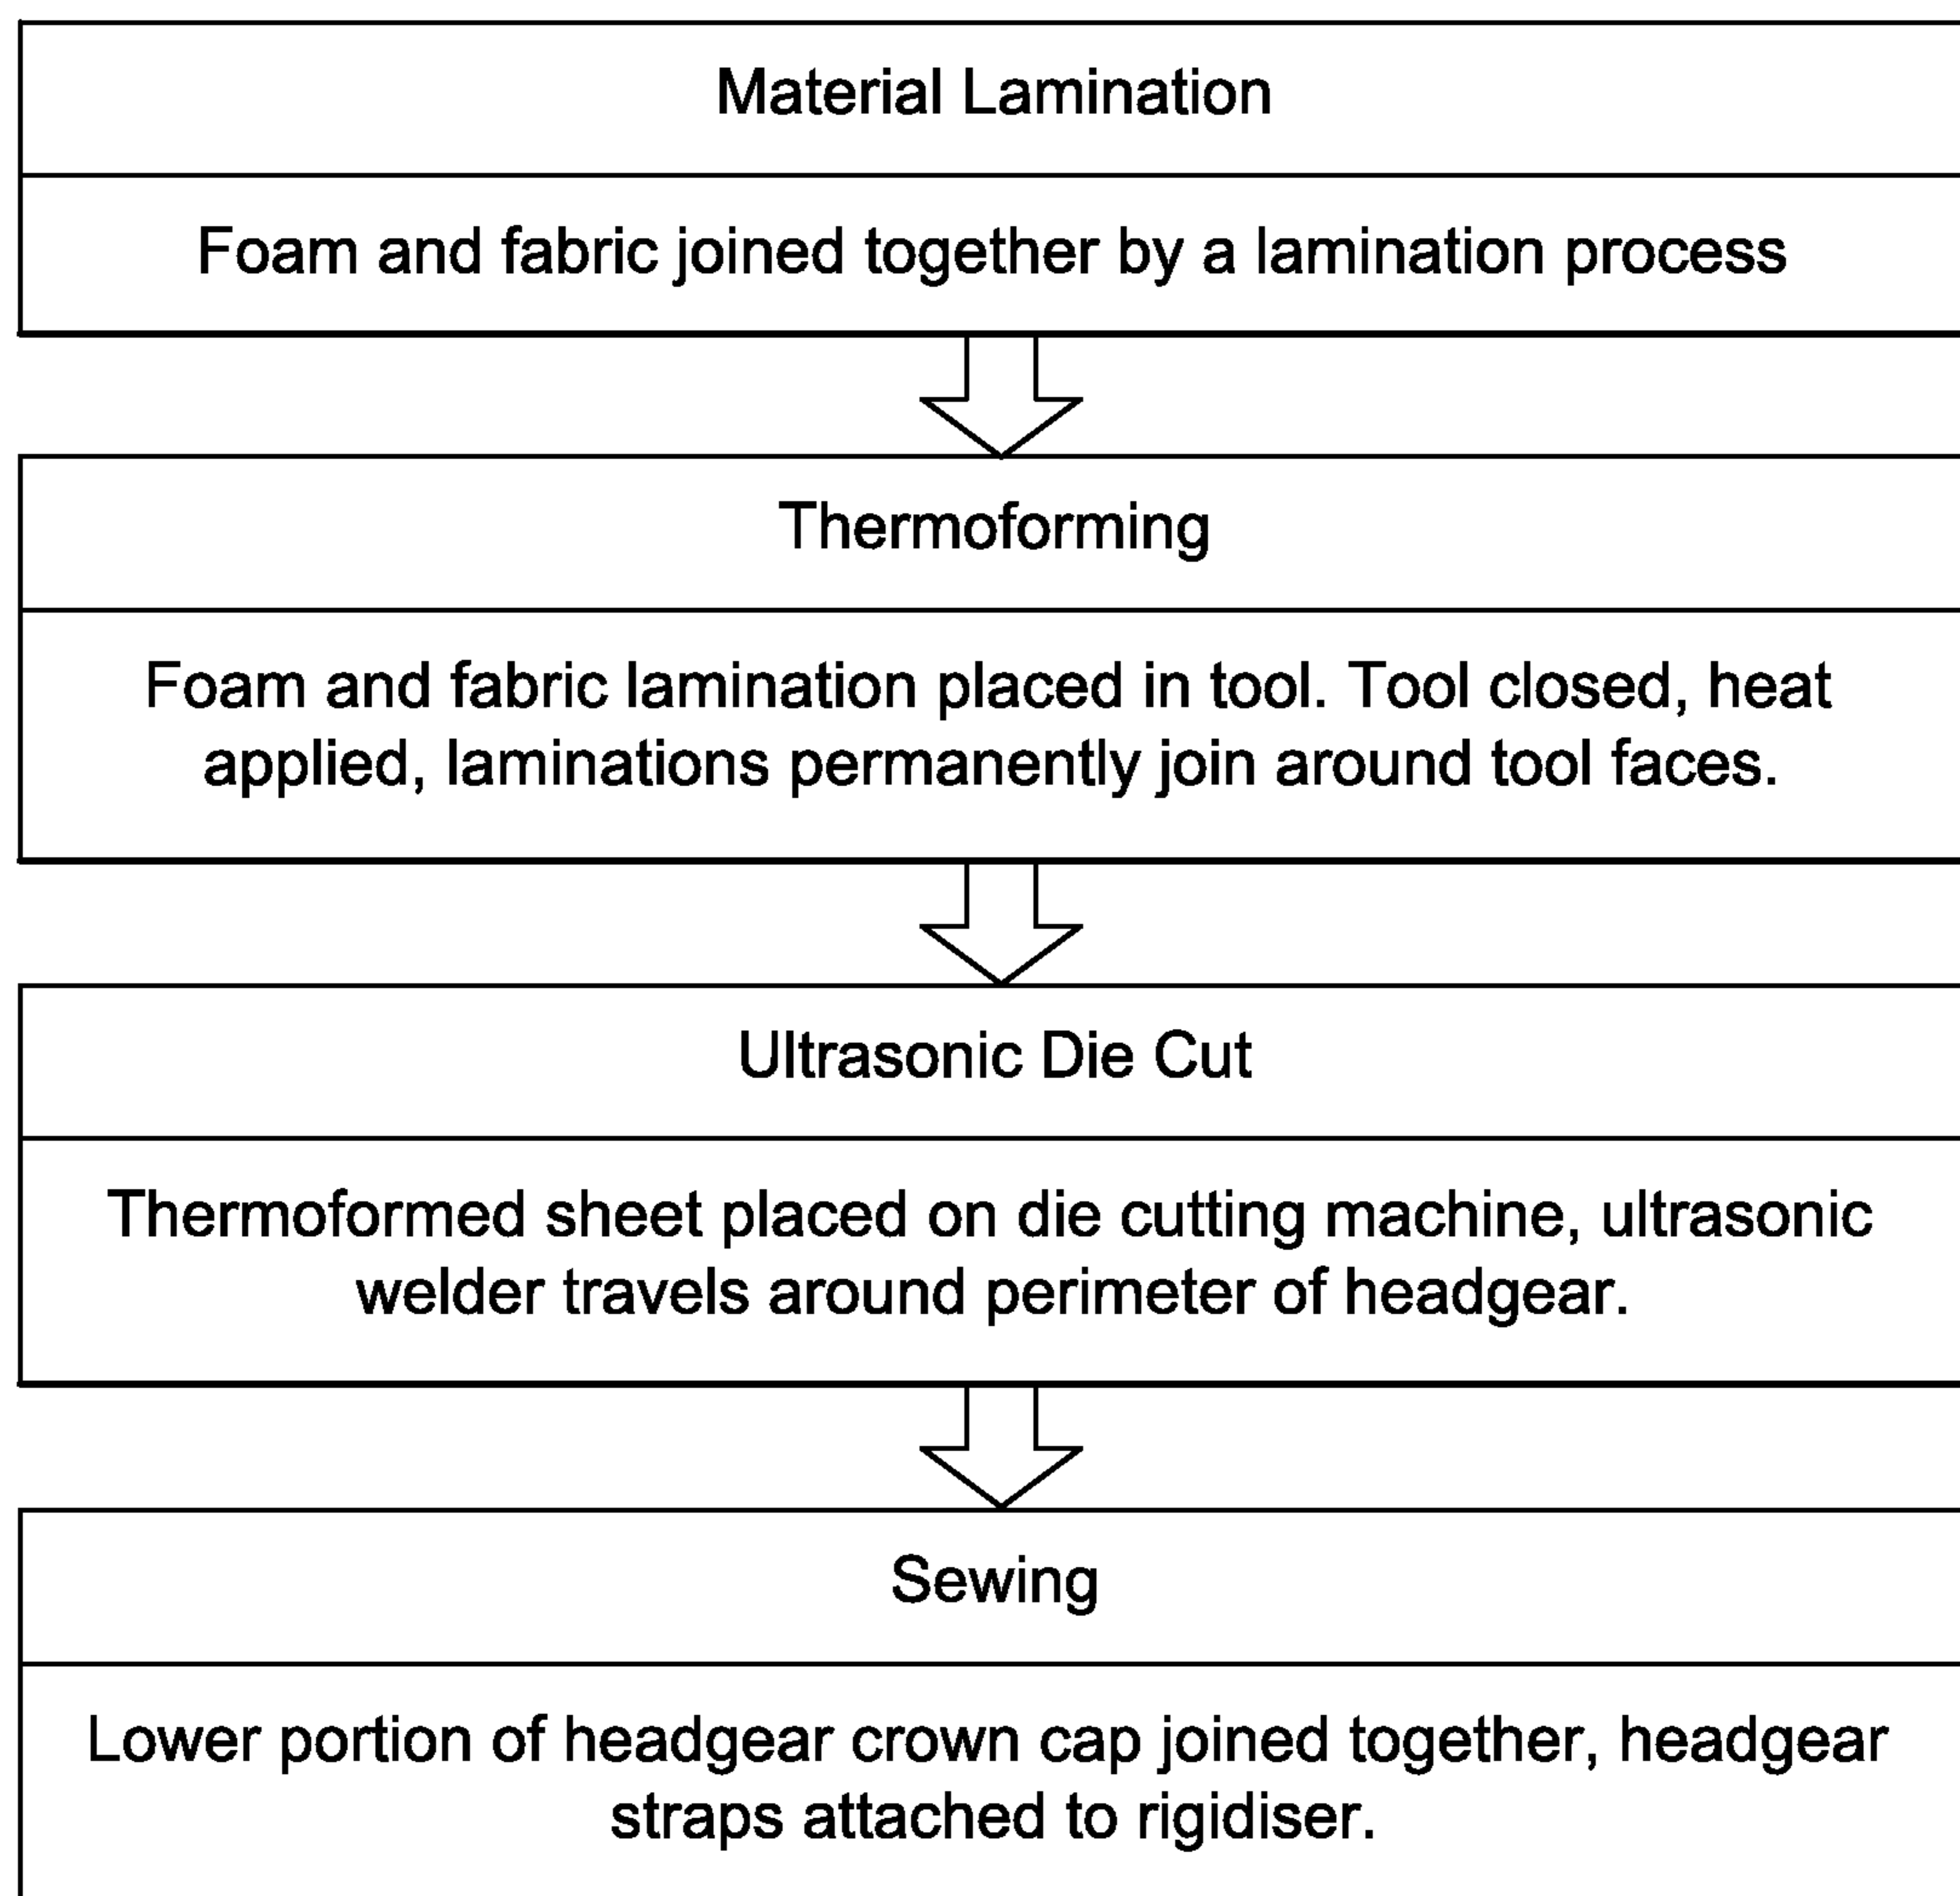 Material Lamination
Foam and fabric joined together by a lamination process
Thermoforming
Foam and fabric lamination placed in tool. Tool closed, heat
applied, laminations permanently join around tool faces.
Ultrasonic Die Cut
Thermoformed sheet placed on die cutting machine, ultrasonic
welder travels around perimeter of headgear.
Sewing
Lower portion of headgear crown cap joined together, headgear
straps attached to rigidiser.